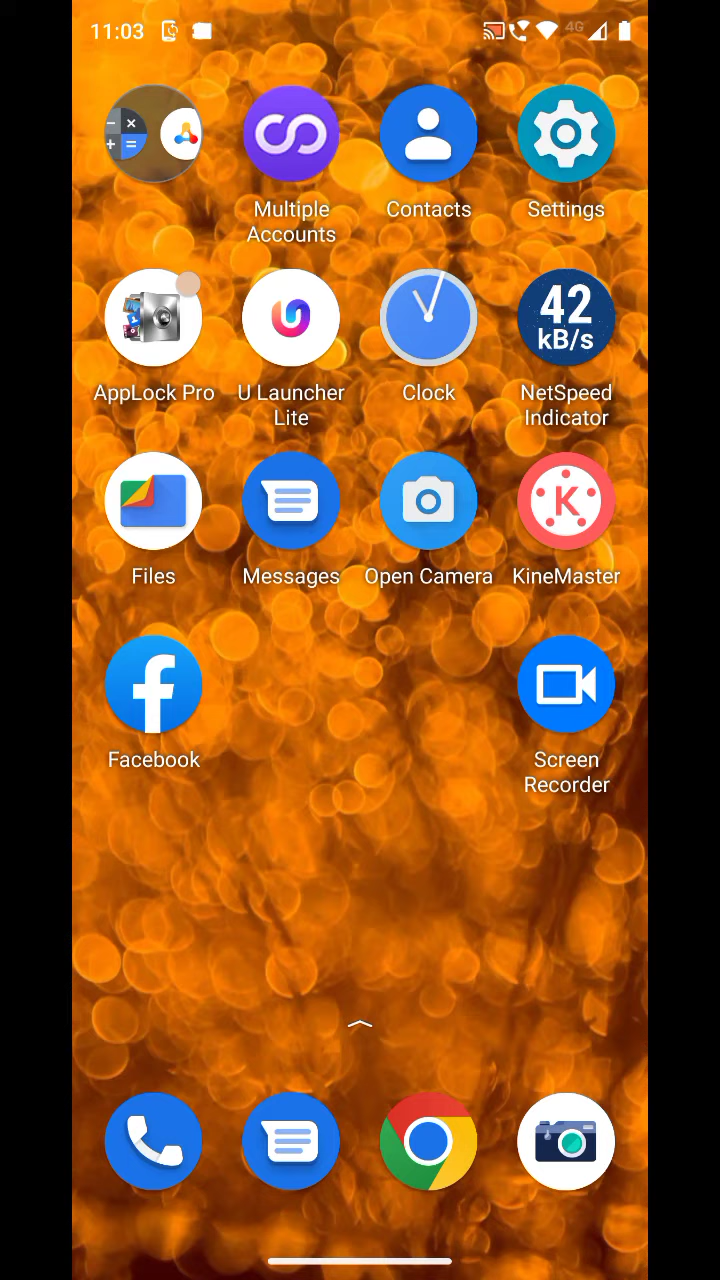 11:03
4G
Multiple
Accounts
Contacts
Settings
42
kB/s
AppLock Pro
U Launcher
Lite
Clock
NetSpeed
Indicator
K
Files
Messages
Open Camera
KineMaster
Facebook
Screen
Recorder